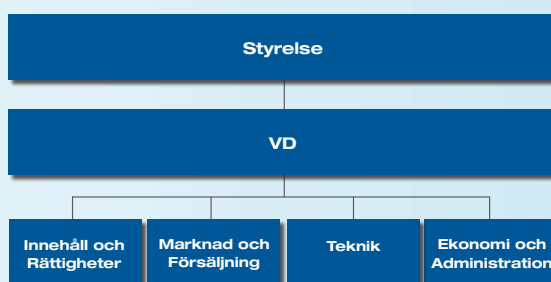 Styrelse
VD
Innehåll och
Rättigheter
Marknad och
Försäljning
Teknik
Ekonomi och
Administration